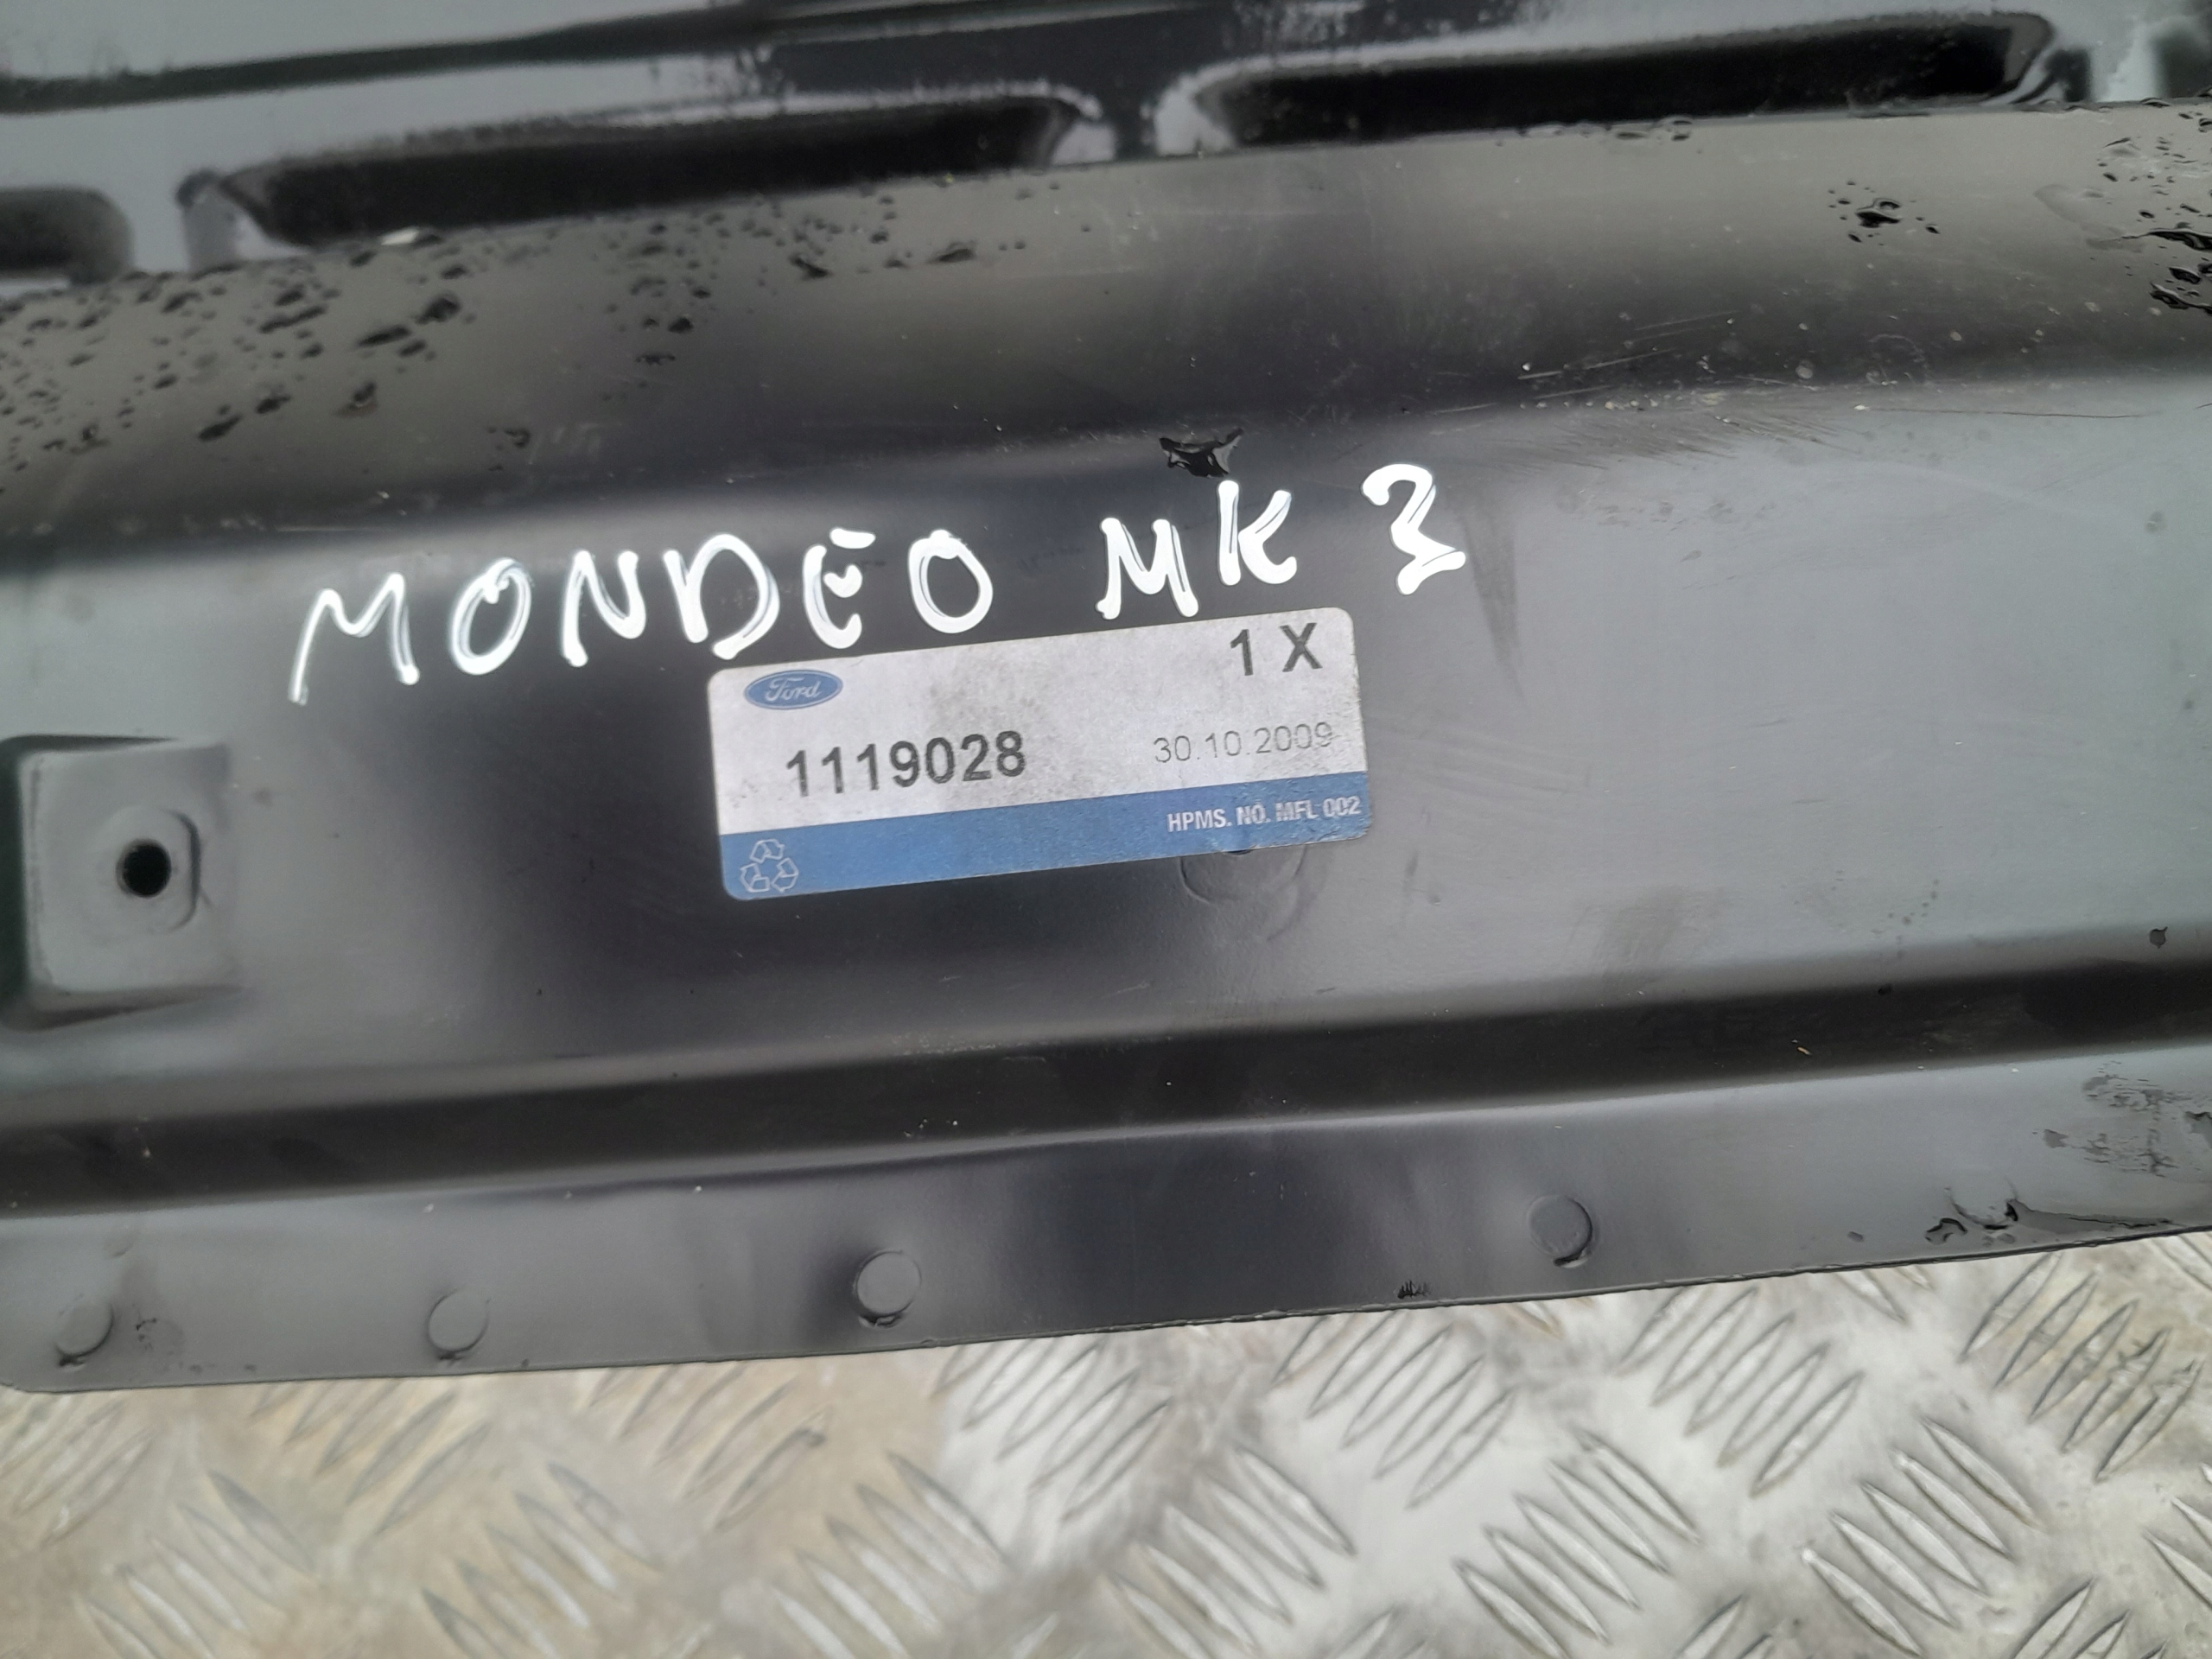 MONDEO MK 3
Ford
1 X
1119028
30.10.2009
HPMS. NO. MFL 002